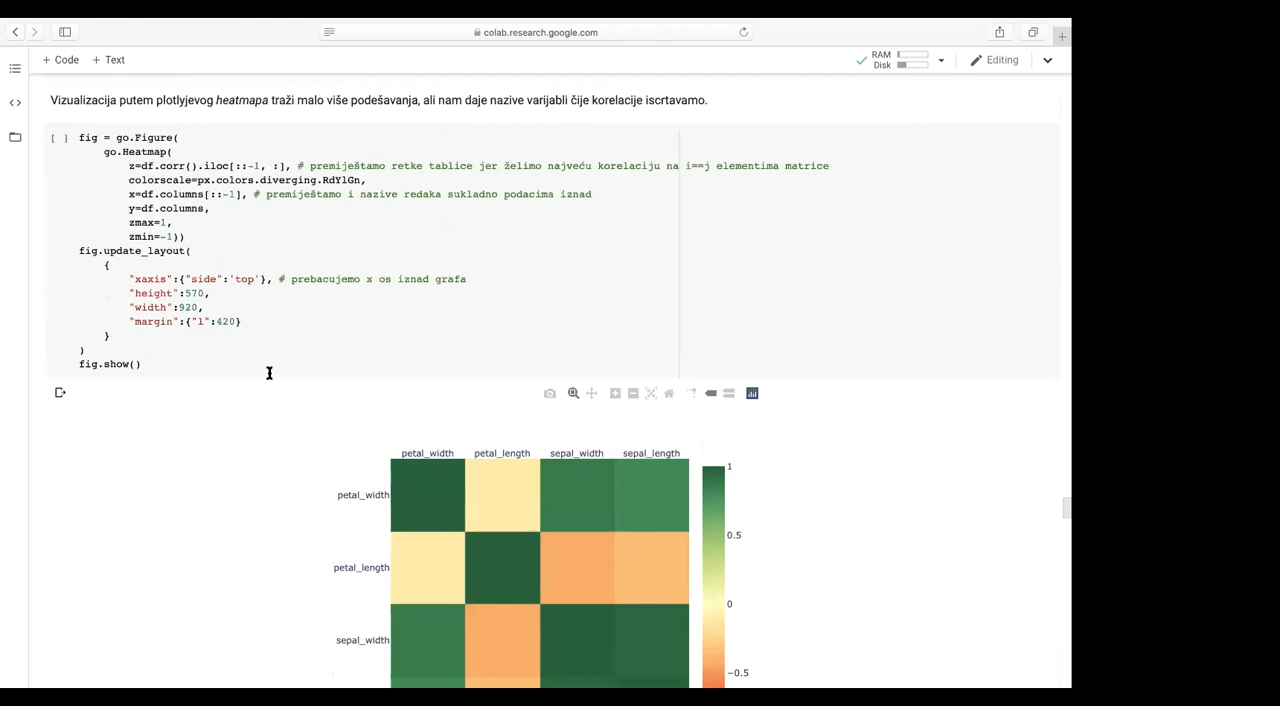 colab.research.google.com
+ Code + Text
RAM
Disk
Editing
Vizualizacija putem plotlyjevog heatmapa traži malo više podešavanja, ali nam daje nazive varijabli čije korelacije iscrtavamo.
[ ] fig = go.Figure(
go.Heatmap(
z=df.corr().iloc[::-1, :], # premiještamo retke tablice jer želimo najveću korelaciju na i==j elementima matrice
colorscale=px.colors.diverging.RdYlGn,
x=df.columns[::-1], # premiještamo i nazive redaka sukladno podacima iznad
y=df.columns,
zmax=1,
zmin=-1))
fig.update_layout(
{
"xaxis":{"side":'top'}, # prebacujemo x os iznad grafa
"height":570,
"width":920,
"margin":{"l":420}
}
)
fig.show()
petal_width petal_length sepal_width sepal_length
1
petal_width
0.5
petal_length
0
sepal_width
−0.5